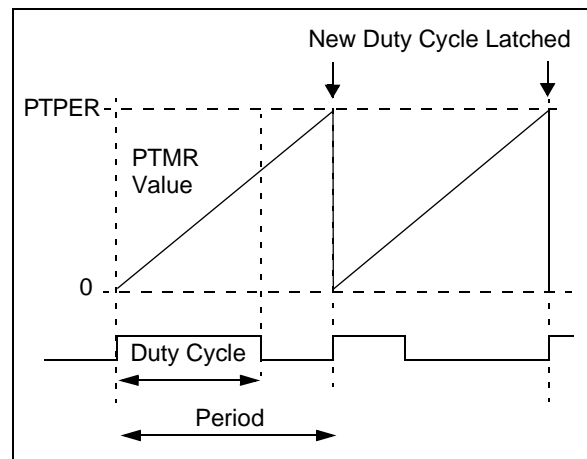 New Duty Cycle Latched
PTPER
PTMR
Value
0
Duty Cycle
Period